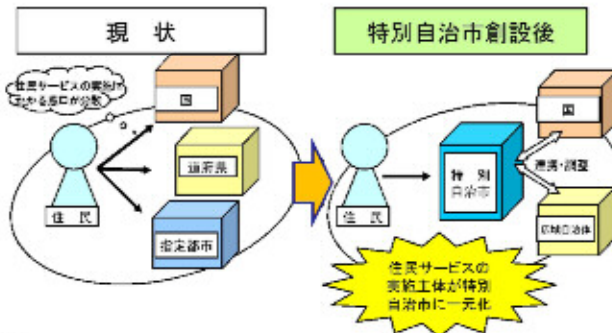 現 状
特別自治市創設後
住民サービスの実施に
かかる窓口が分散
国
道府県
指定都市
住 民
国
連携・調整
特 別
自治市
住 民
広域自治体
住民サービスの
実施主体が特別
自治市に一元化